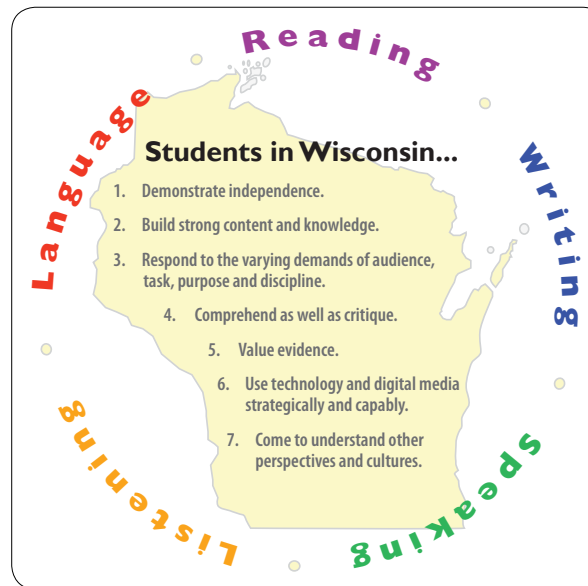 Reading
Writing
Speaking
Listening
Language
Students in Wisconsin...
1. Demonstrate independence.
2. Build strong content and knowledge.
3. Respond to the varying demands of audience,
task, purpose and discipline.
4. Comprehend as well as critique.
5. Value evidence.
6. Use technology and digital media
strategically and capably.
7. Come to understand other
perspectives and cultures.